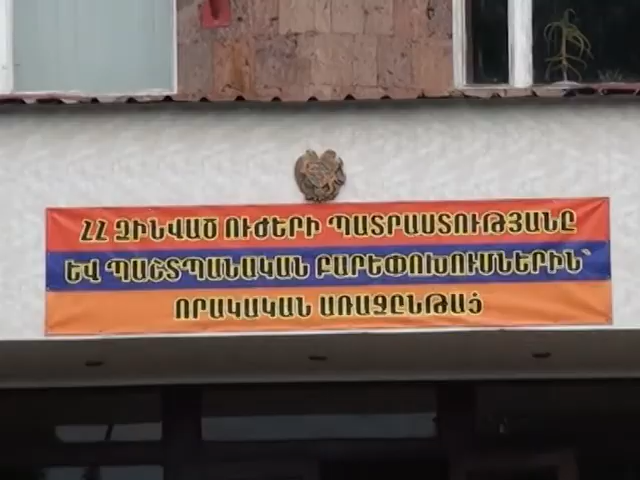 ՀՀ ԶԻՆՎԱԾ ՈՒԺԵՐԻ ՊԱՏՐԱՍՏՈՒԹՅԱՆԸ
ԵՎ ՊԱՇՏՊԱՆԱԿԱՆ ԲԱՐԵՓՈԽՈՒՄՆԵՐԻՆ՝
ՈՐԱԿԱԿԱՆ ԱՌԱՋԸՆԹԱՑ